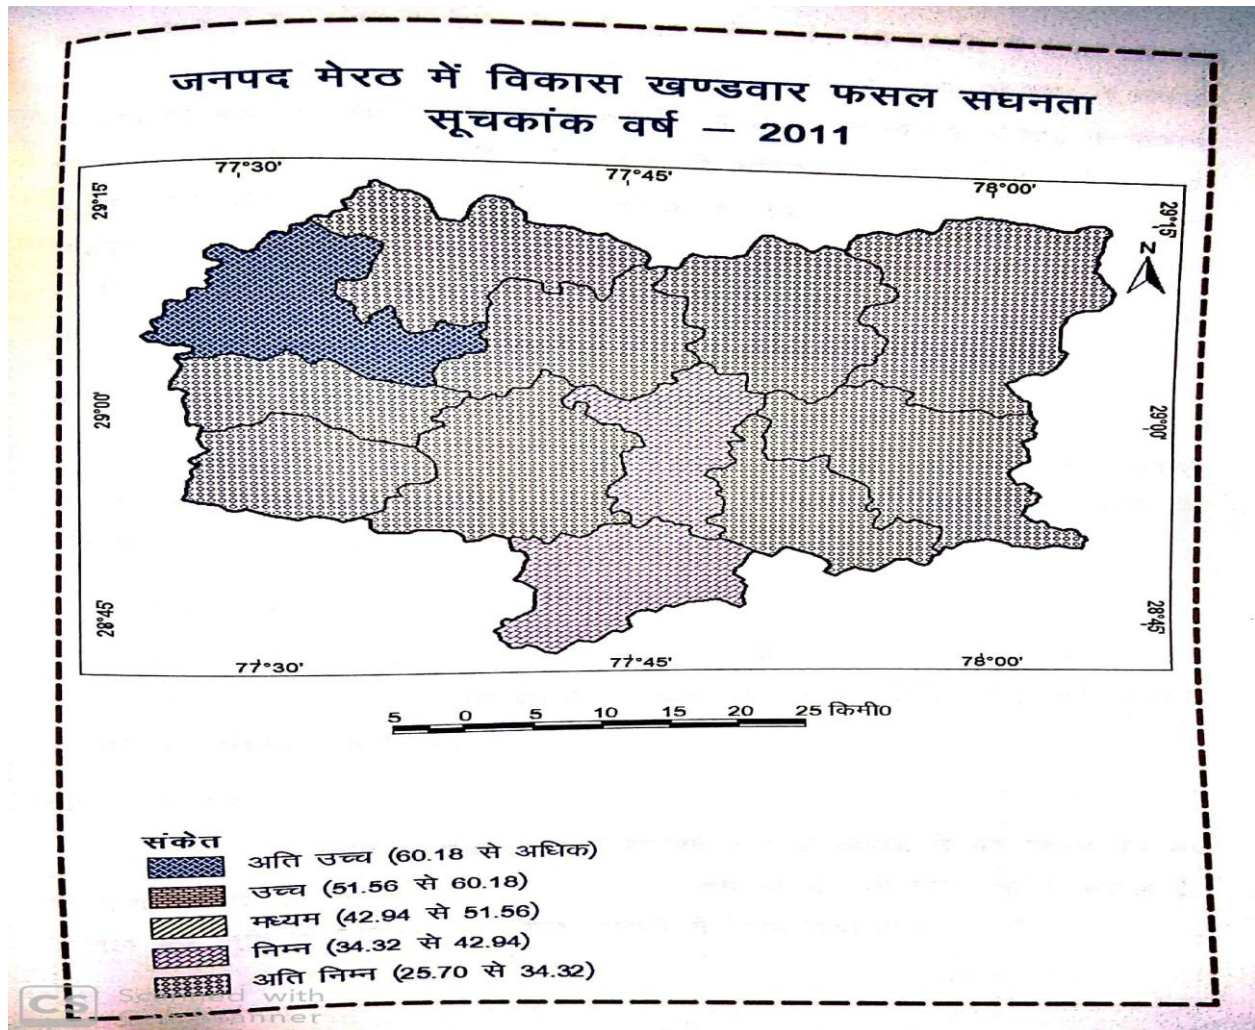 जनपद मेरठ में विकास खण्डवार फसल सघनता
सूचकांक वर्ष – 2011
77°30'
77°45'
78°00'
29°15'
29°15'
N
29°00'
29°00'
28°45'
28°45'
77°30'
77°45'
78°00'
5 0 5 10 15 20 25 किमी0
संकेत
अति उच्च (60.18 से अधिक)
उच्च (51.56 से 60.18)
मध्यम (42.94 से 51.56)
निम्न (34.32 से 42.94)
अति निम्न (25.70 से 34.32)
CS Scanned with
CamScanner